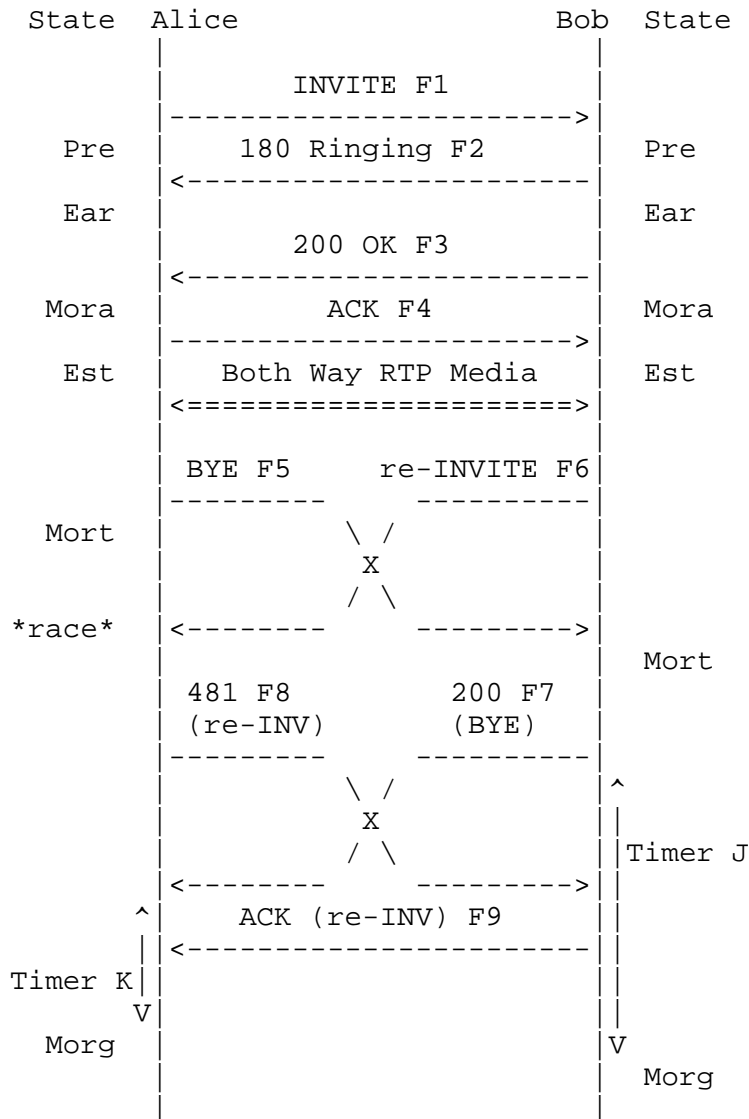 State Alice Bob State
INVITE F1
Pre 180 Ringing F2 Pre
Ear Ear
200 OK F3
Mora ACK F4 Mora
Est Both Way RTP Media Est
BYE F5 re-INVITE F6
Mort
X
*race*
Mort
481 F8 200 F7
(re-INV) (BYE)
X
Timer J
ACK (re-INV) F9
Timer K
Morg
Morg